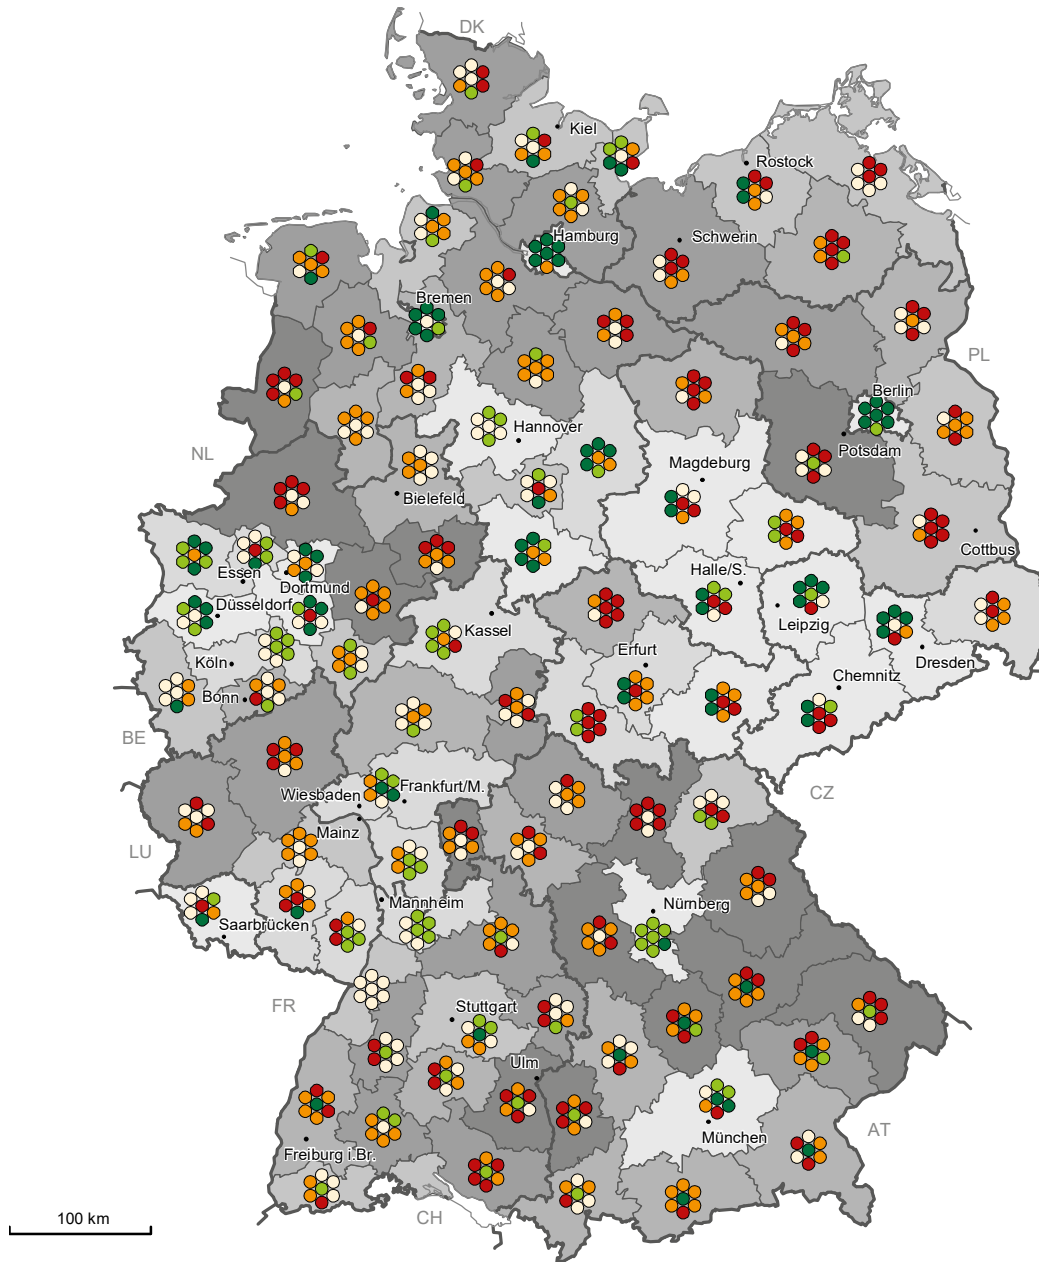 DK
Kiel
Rostock
Hamburg
Schwerin
Bremen
PL
Berlin
Hannover
Potsdam
NL
Magdeburg
Bielefeld
Cottbus
Essen
Dortmund
Halle/S.
Düsseldorf
Leipzig
Kassel
Erfurt
Dresden
Köln
Chemnitz
Bonn
BE
Wiesbaden
Frankfurt/M.
CZ
Mainz
LU
Mannheim
Nürnberg
Saarbrücken
FR
Stuttgart
Ulm
München
AT
Freiburg i.Br.
CH
100 km